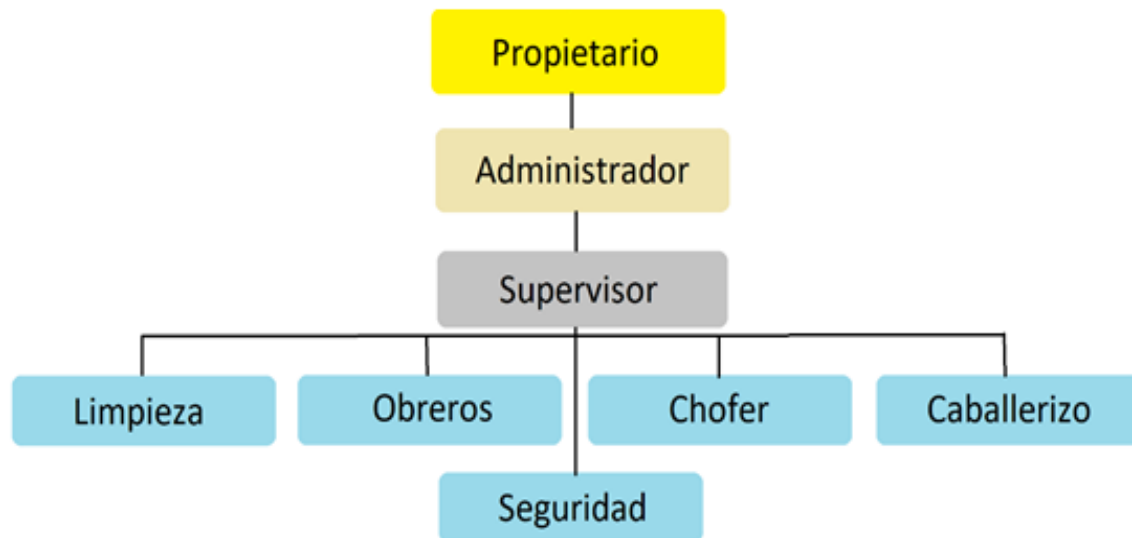 Propietario
Administrador
Supervisor
Limpieza
Obreros
Chofer
Caballerizo
Seguridad